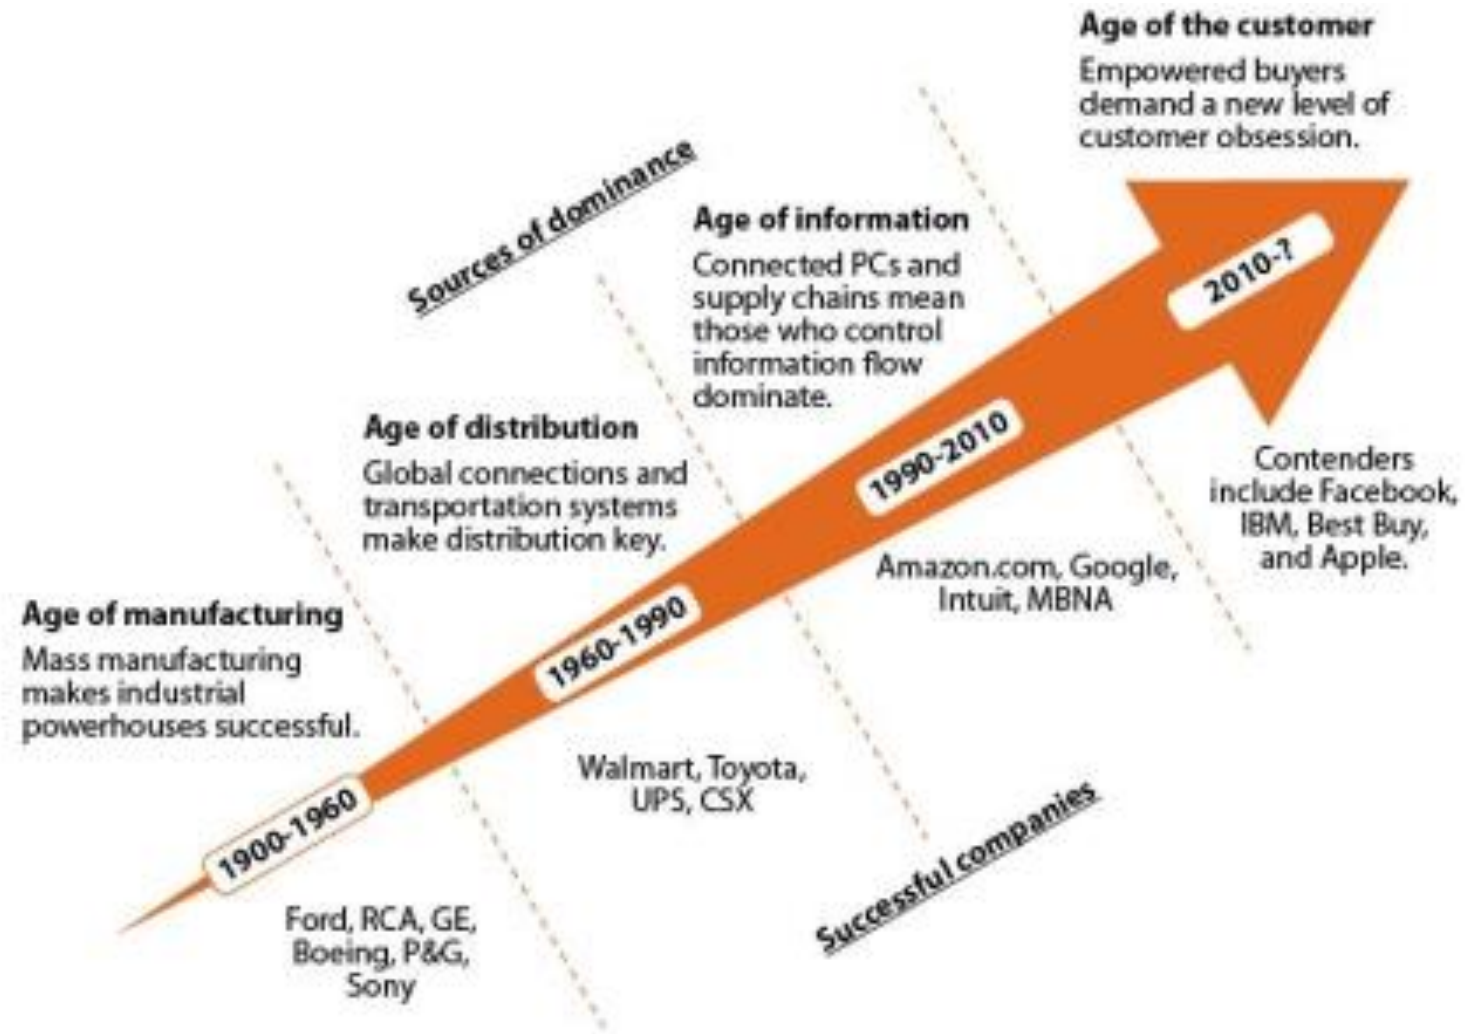 Age of the customer
Empowered buyers
demand a new level of
customer obsession.
Sources of dominance
Age of information
Connected PCs and
supply chains mean
those who control
information flow
dominate.
2010-?
Age of distribution
Global connections and
transportation systems
make distribution key.
1990-2010
Contenders
include Facebook,
IBM, Best Buy,
and Apple.
Amazon.com, Google,
Intuit, MBNA
Age of manufacturing
Mass manufacturing
makes industrial
powerhouses successful.
1960-1990
Walmart, Toyota,
UPS, CSX
1900-1960
Successful companies
Ford, RCA, GE,
Boeing, P&G,
Sony